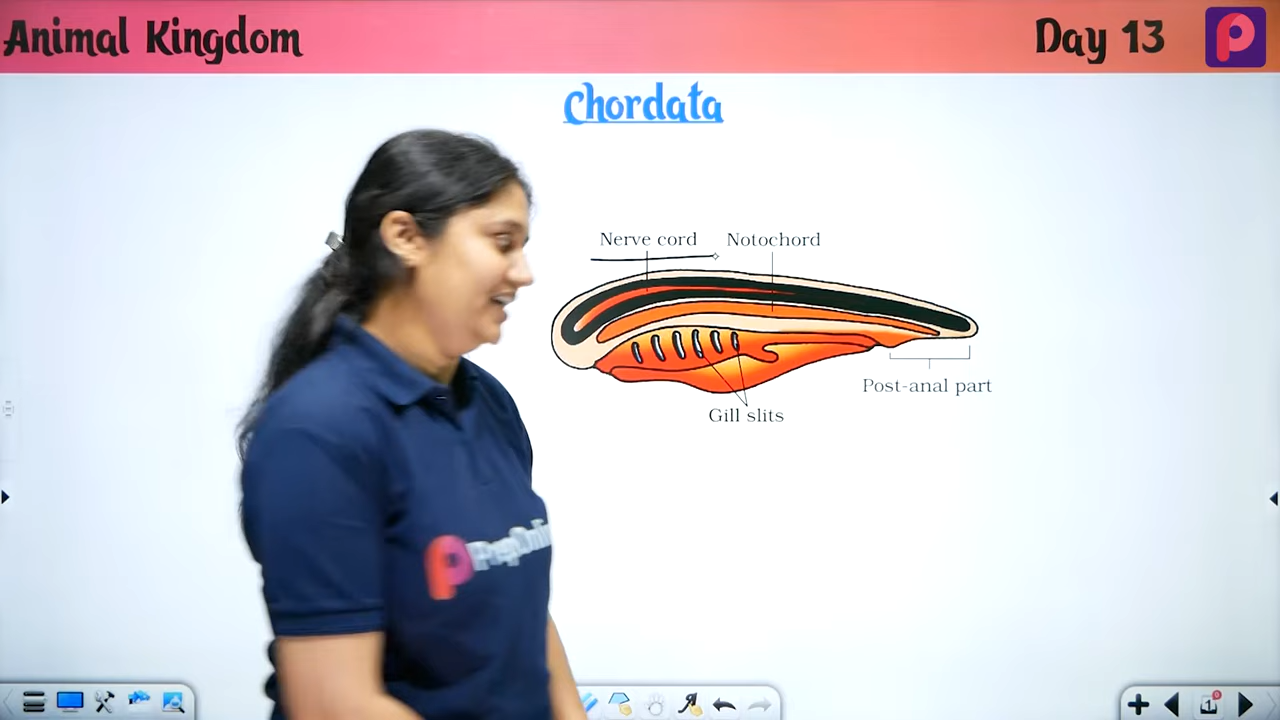 Animal Kingdom
Day 13
Chordata
Nerve cord
Notochord
Post-anal part
Gill slits